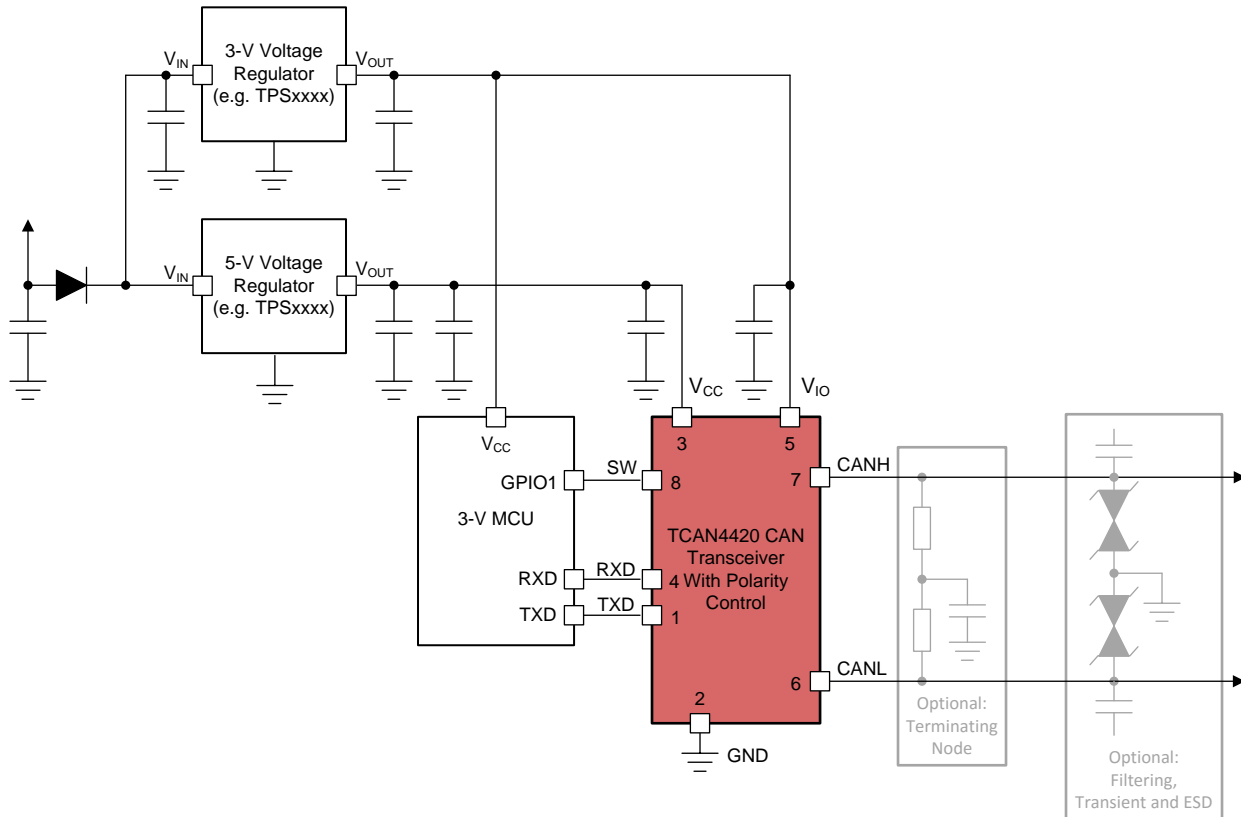 3-V Voltage
Regulator
(e.g. TPSxxxx)
VIN
VOUT
5-V Voltage
Regulator
(e.g. TPSxxxx)
VIN
VOUT
VCC
VIO
VCC
3
5
GPIO1
SW
8
7
CANH
3-V MCU
TCAN4420 CAN
Transceiver
With Polarity
Control
RXD
RXD
4
TXD
TXD
1
6
CANL
2
GND
Optional:
Terminating
Node
Optional:
Filtering,
Transient and ESD